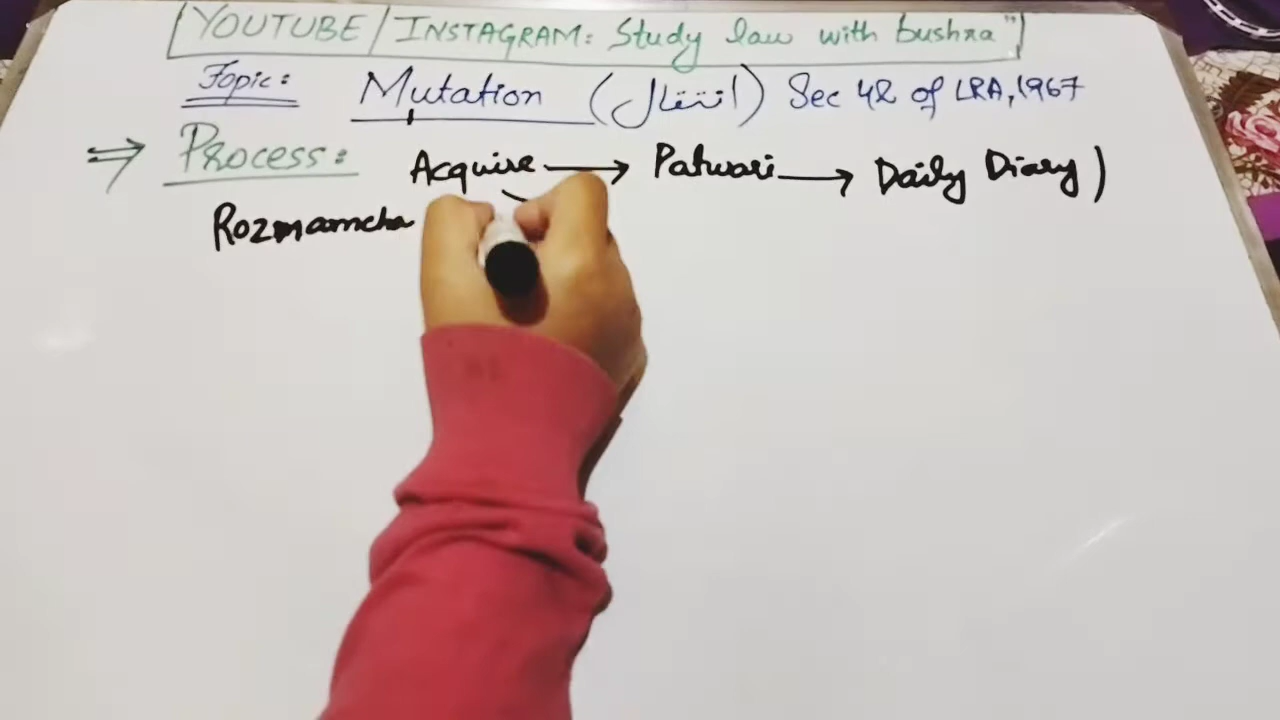 YOUTUBE/INSTAGRAM: Study law with bushra"
Topic: Mutation (انتقال) Sec 42 of LRA, 1967
⇒ Process: Acquire → Patwari → Daily Diary)
Rozmamcha